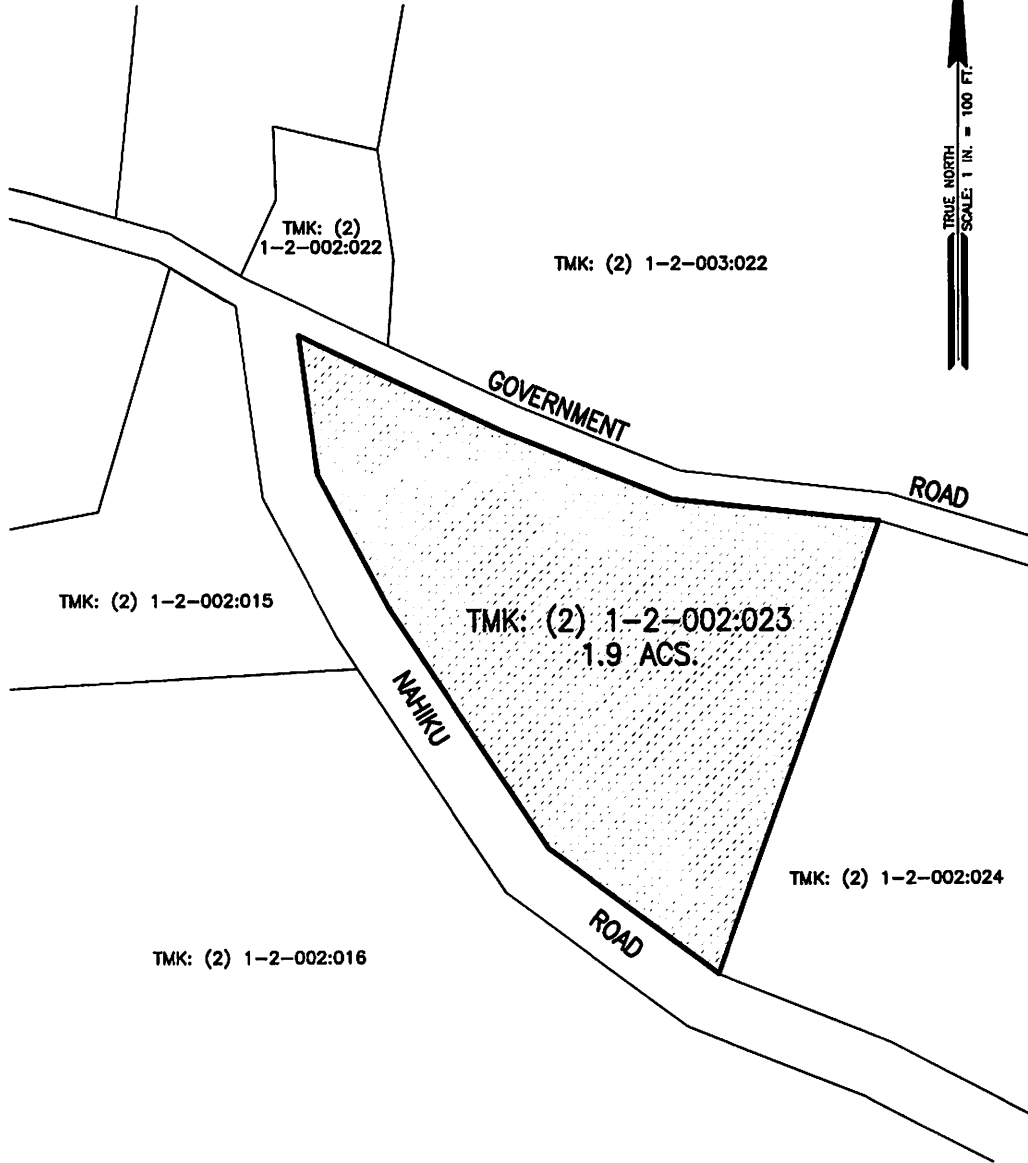 TRUE NORTH
SCALE: 1 IN. = 100 FT.
TMK: (2)
1-2-002:022
TMK: (2) 1-2-003:022
GOVERNMENT
ROAD
TMK: (2) 1-2-002:015
TMK: (2) 1-2-002:023
1.9 ACS.
NAHIKU
ROAD
TMK: (2) 1-2-002:024
TMK: (2) 1-2-002:016